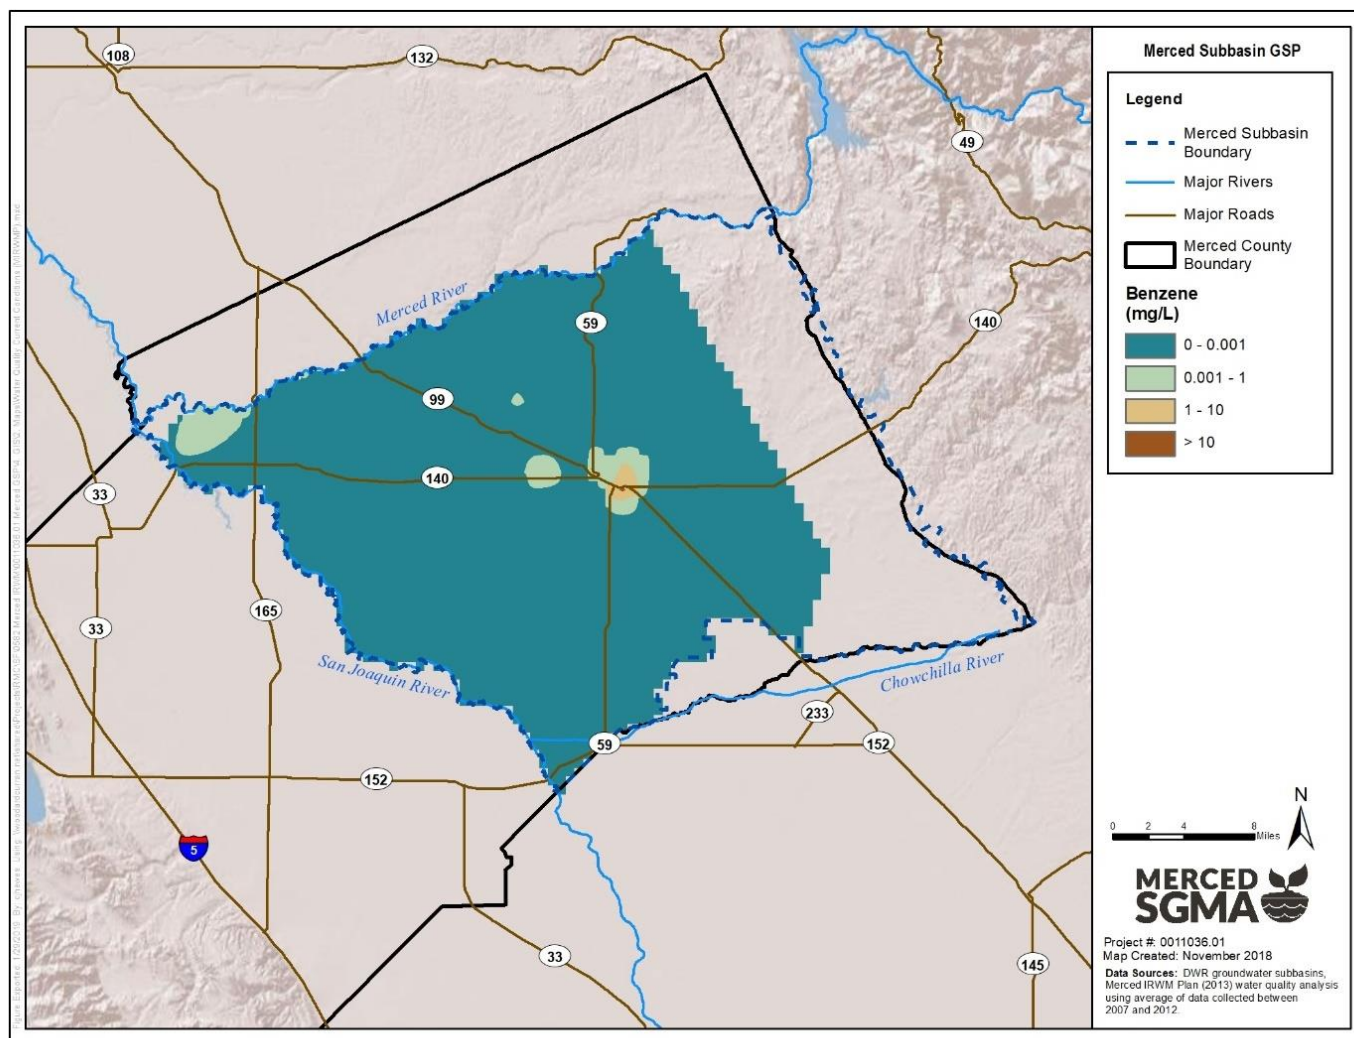 108
132
49
Merced River
59
140
99
140
33
165
33
San Joaquin River
Chowchilla River
233
59
152
152
5
33
145
Merced Subbasin GSP
Legend
Merced Subbasin
Boundary
Major Rivers
Major Roads
Merced County
Boundary
Benzene
(mg/L)
0 - 0.001
0.001 - 1
1 - 10
> 10
N
0 2 4 8
Miles
MERCED
SGMA
Project #: 0011036.01
Map Created: November 2018
Data Sources: DWR groundwater subbasins,
Merced IRWM Plan (2013) water quality analysis
using average of data collected between
2007 and 2012.